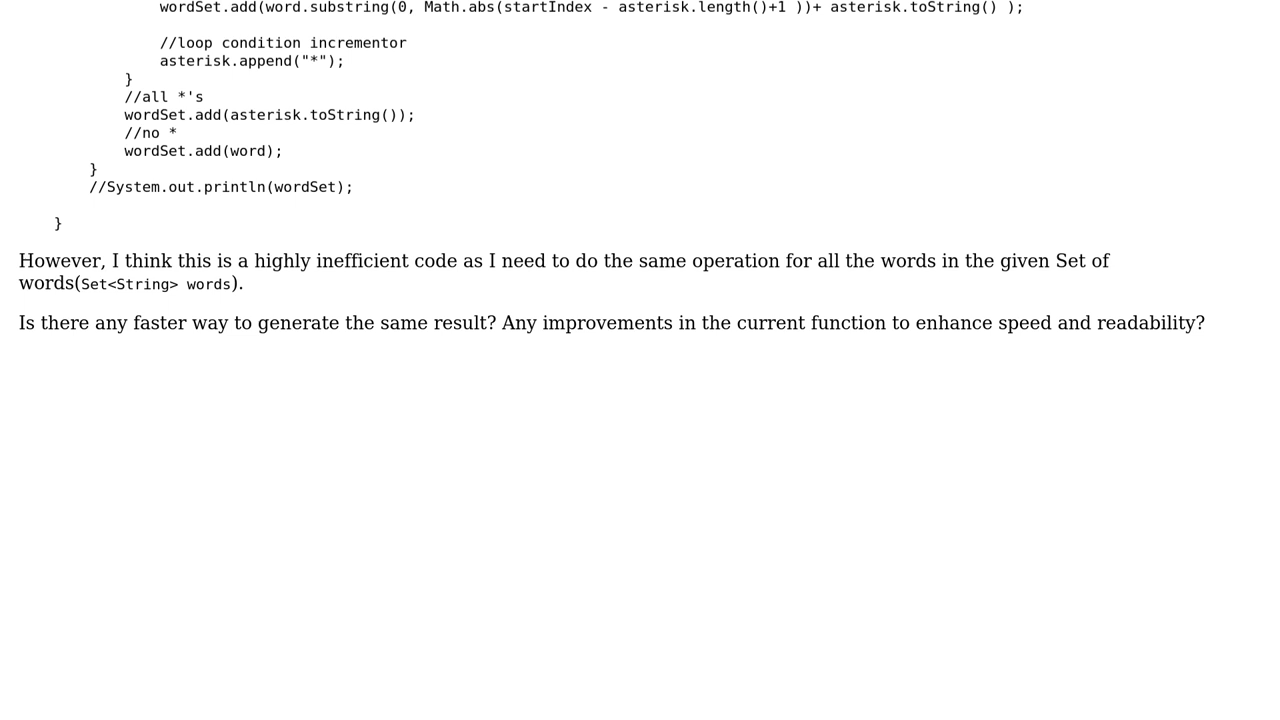 wordSet.add(word.substring(0, Math.abs(startIndex - asterisk.length()+1 ))+ asterisk.toString() );
//loop condition incrementor
asterisk.append("*");
}
//all *'s
wordSet.add(asterisk.toString());
//no *
wordSet.add(word);
}
//System.out.println(wordSet);
}
However, I think this is a highly inefficient code as I need to do the same operation for all the words in the given Set of
words(Set<String> words).
Is there any faster way to generate the same result? Any improvements in the current function to enhance speed and readability?